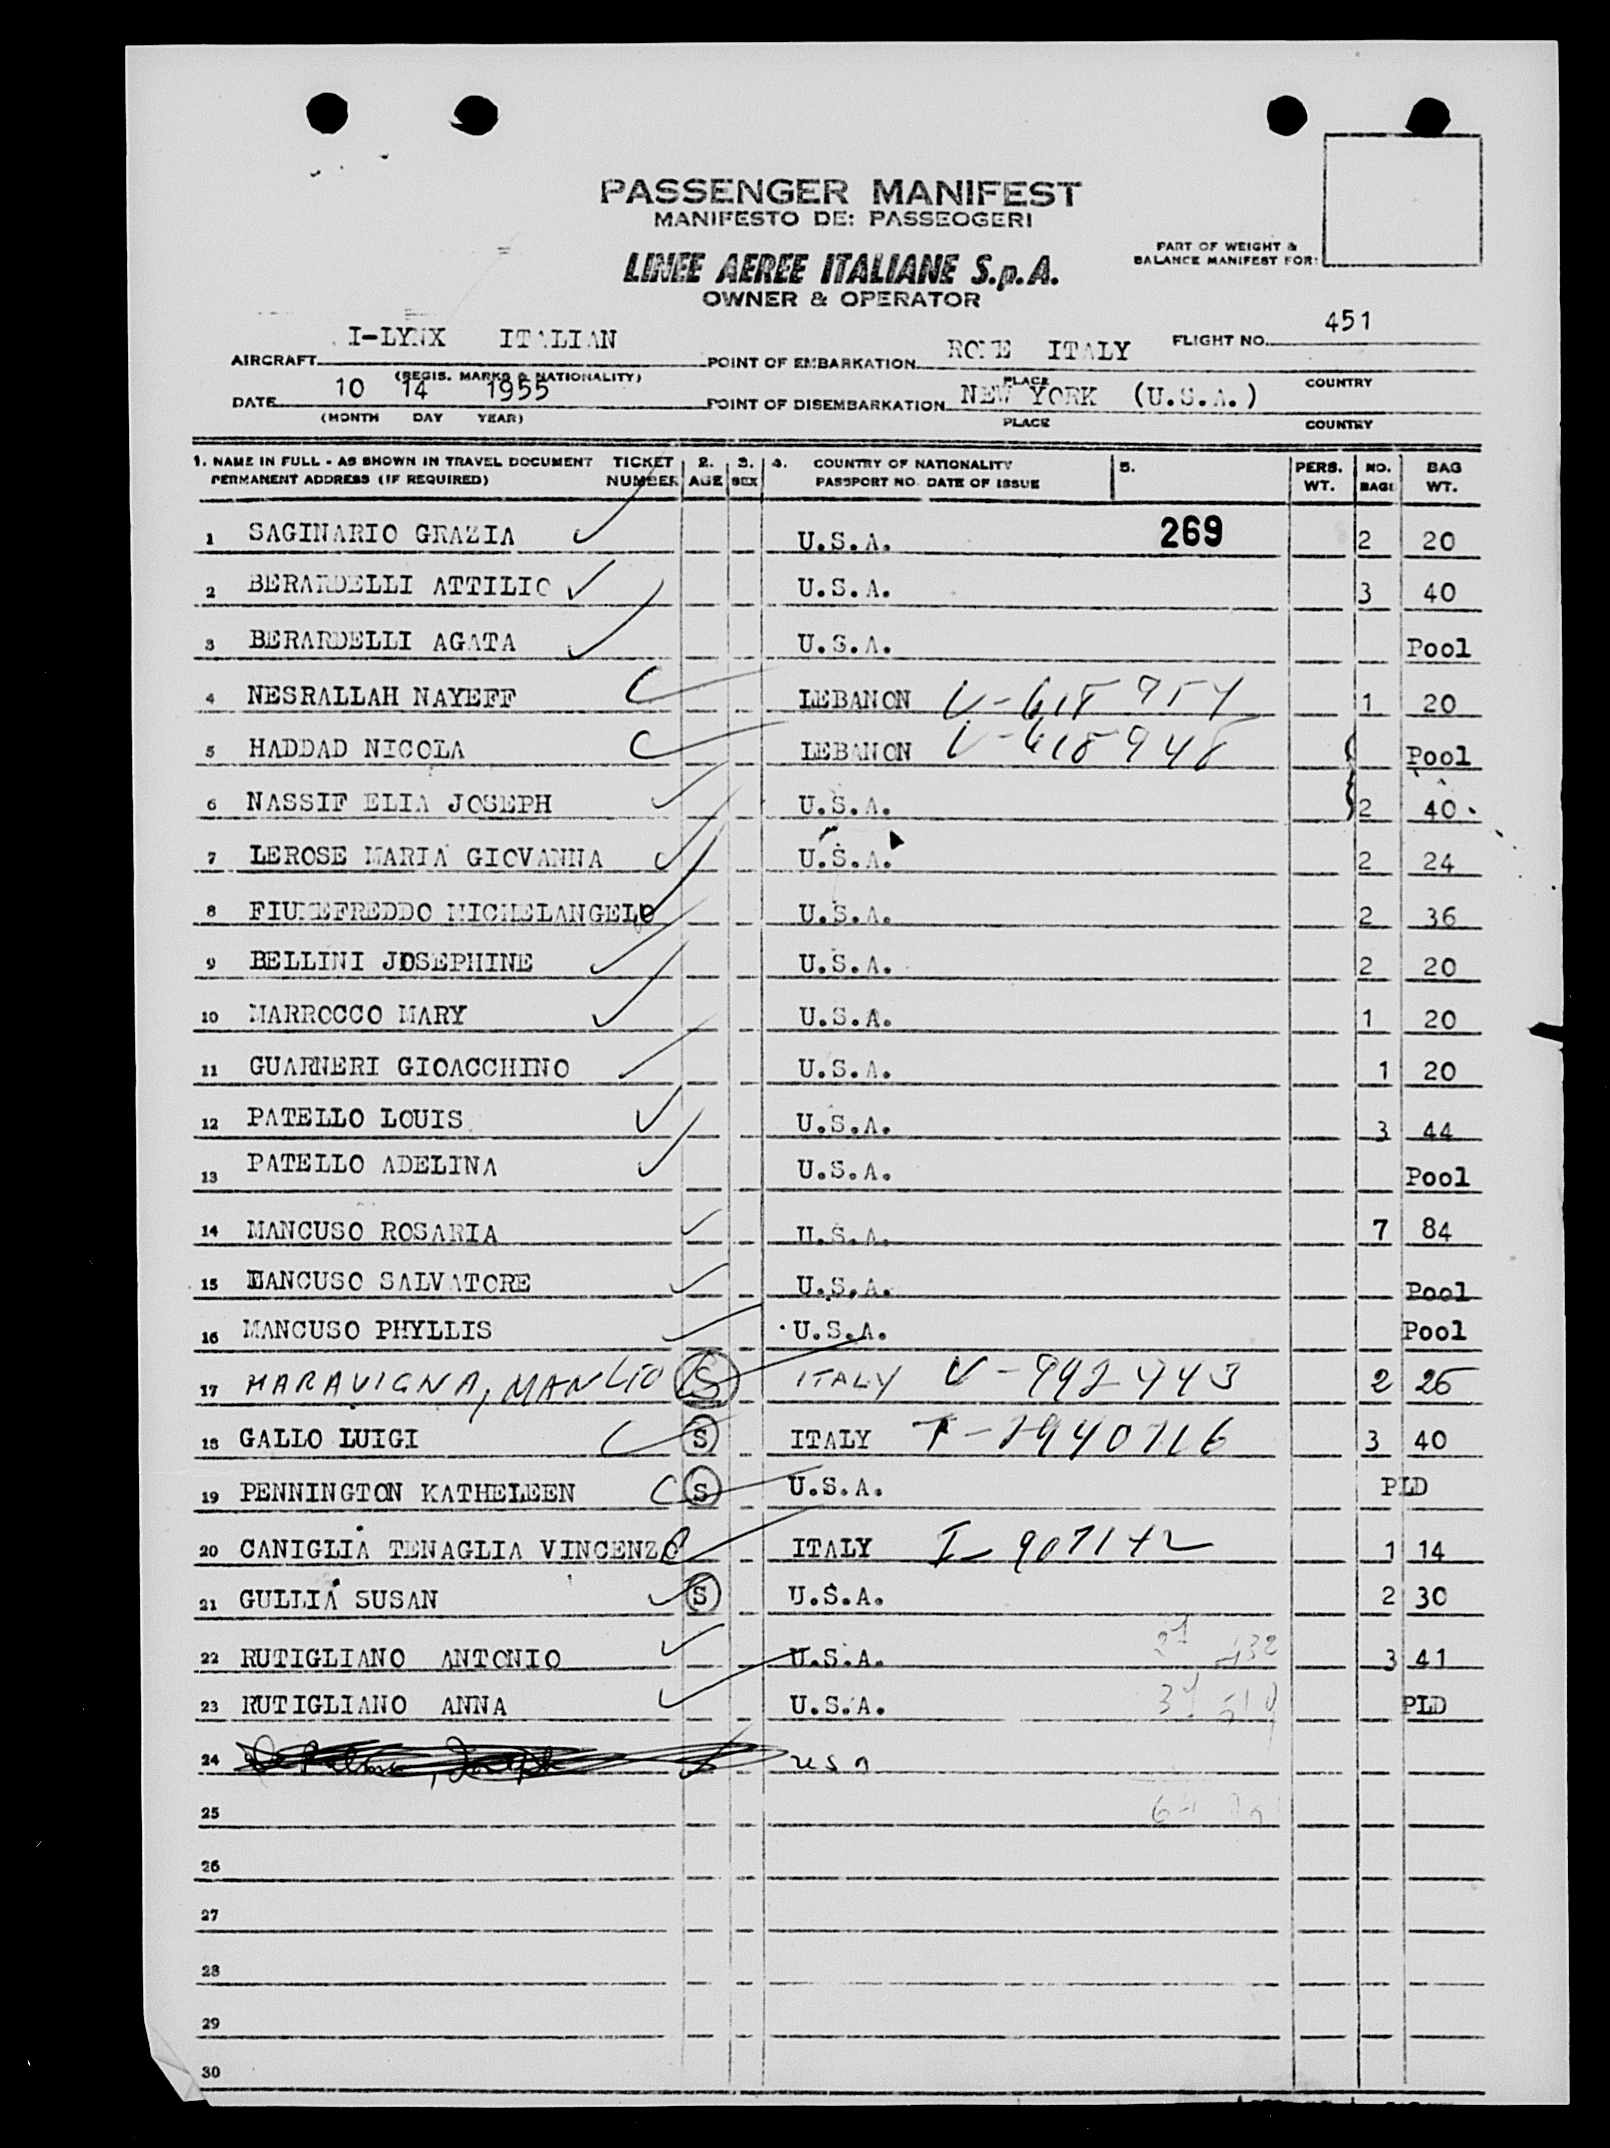 PASSENGER MANIFEST
MANIFESTO DE: PASSEOGERI
LINEE AEREE ITALIANE S.p.A.
OWNER & OPERATOR
PART OF WEIGHT &
BALANCE MANIFEST FOR:
AIRCRAFT I-LYNX ITALIAN POINT OF EMBARKATION ROME ITALY FLIGHT NO. 451
(REGIS. MARKS & NATIONALITY) PLACE COUNTRY
DATE 10 14 1955 POINT OF DISEMBARKATION NEW YORK (U.S.A.)
(MONTH DAY YEAR) PLACE COUNTRY
1. NAME IN FULL - AS SHOWN IN TRAVEL DOCUMENT TICKET 2. 3. 4. COUNTRY OF NATIONALITY 5. PERS. NO. BAG
PERMANENT ADDRESS (IF REQUIRED) NUMBER AGE SEX PASSPORT NO. DATE OF ISSUE WT. BAGS WT.
1 SAGINARIO GRAZIA U.S.A. 269 2 20
2 BERARDELLI ATTILIO U.S.A. 3 40
3 BERARDELLI AGATA U.S.A. Pool
4 NESRALLAH NAYEFF LEBANON 1 20
5 HADDAD NICOLA LEBANON V-618948 Pool
6 NASSIF ELIA JOSEPH U.S.A. 2 40
7 LEROSE MARIA GIOVANNA U.S.A. 2 24
8 FIUMEFREDDO MICHELANGELO U.S.A. 2 36
9 BELLINI JOSEPHINE U.S.A. 2 20
10 MARROCCO MARY U.S.A. 1 20
11 GUARNERI GIOACCHINO U.S.A. 1 20
12 PATELLO LOUIS U.S.A. 3 44
13 PATELLO ADELINA U.S.A. Pool
14 MANCUSO ROSARIA U.S.A. 7 84
15 MANCUSO SALVATORE U.S.A. Pool
16 MANCUSO PHYLLIS U.S.A. Pool
17 MARAVIGNA, MANLIO S ITALY 2 26
18 GALLO LUIGI S ITALY 3 40
19 PENNINGTON KATHELEEN S U.S.A. PLD
20 CANIGLIA TENAGLIA VINCENZO ITALY 1 14
21 GULLIA SUSAN S U.S.A. 2 30
22 RUTIGLIANO ANTONIO U.S.A. 3 41
23 RUTIGLIANO ANNA U.S.A. PLD
24 USA
25
26
27
28
29
30